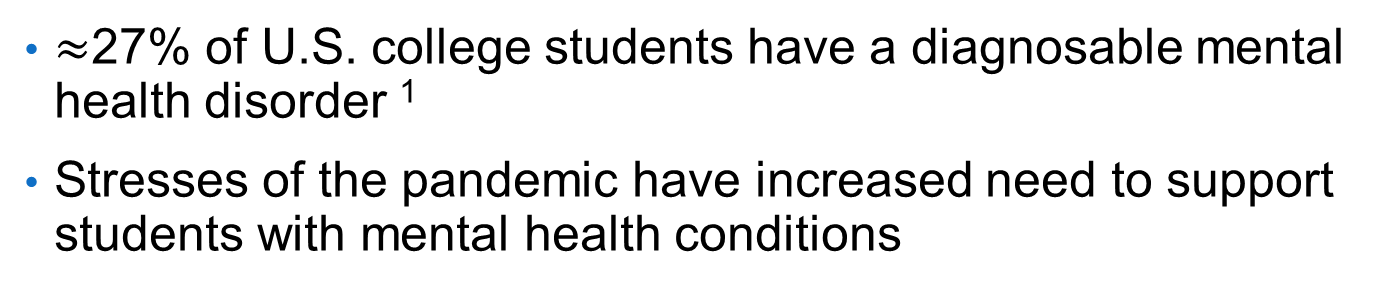 • ≈27% of U.S. college students have a diagnosable mental
health disorder ¹
• Stresses of the pandemic have increased need to support
students with mental health conditions